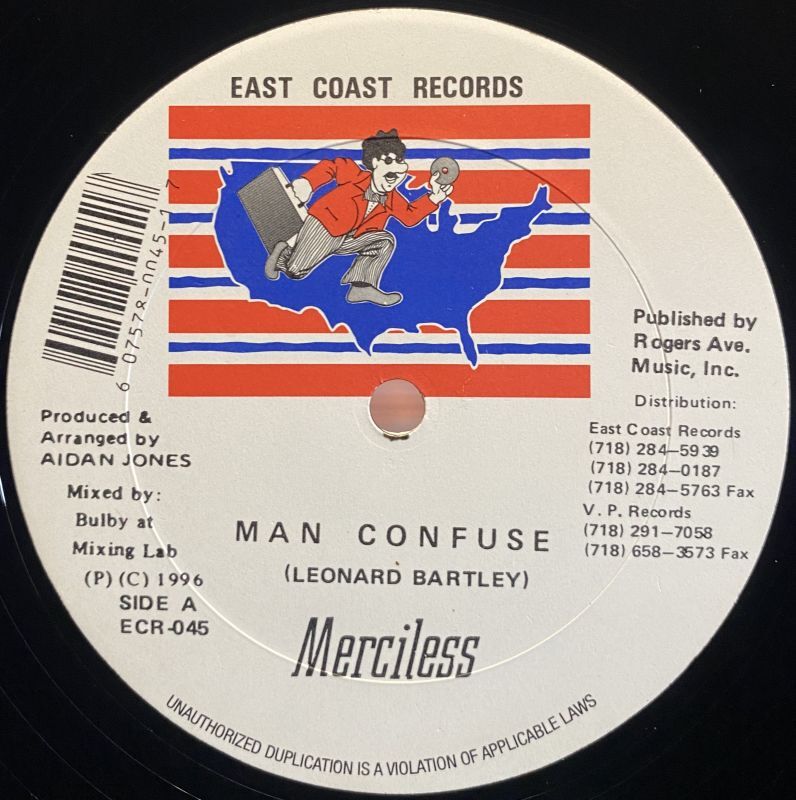 EAST COAST RECORDS
6 07578-0045-1 7
Published by
Rogers Ave.
Music, Inc.
Distribution:
East Coast Records
(718) 284-5939
(718) 284-0187
(718) 284-5763 Fax
V. P. Records
(718) 291-7058
(718) 658-3573 Fax
Produced &
Arranged by
AIDAN JONES
Mixed by:
Bulby at
Mixing Lab
(P) (C) 1996
SIDE A
ECR-045
MAN CONFUSE
(LEONARD BARTLEY)
Merciless
UNAUTHORIZED DUPLICATION IS A VIOLATION OF APPLICABLE LAWS